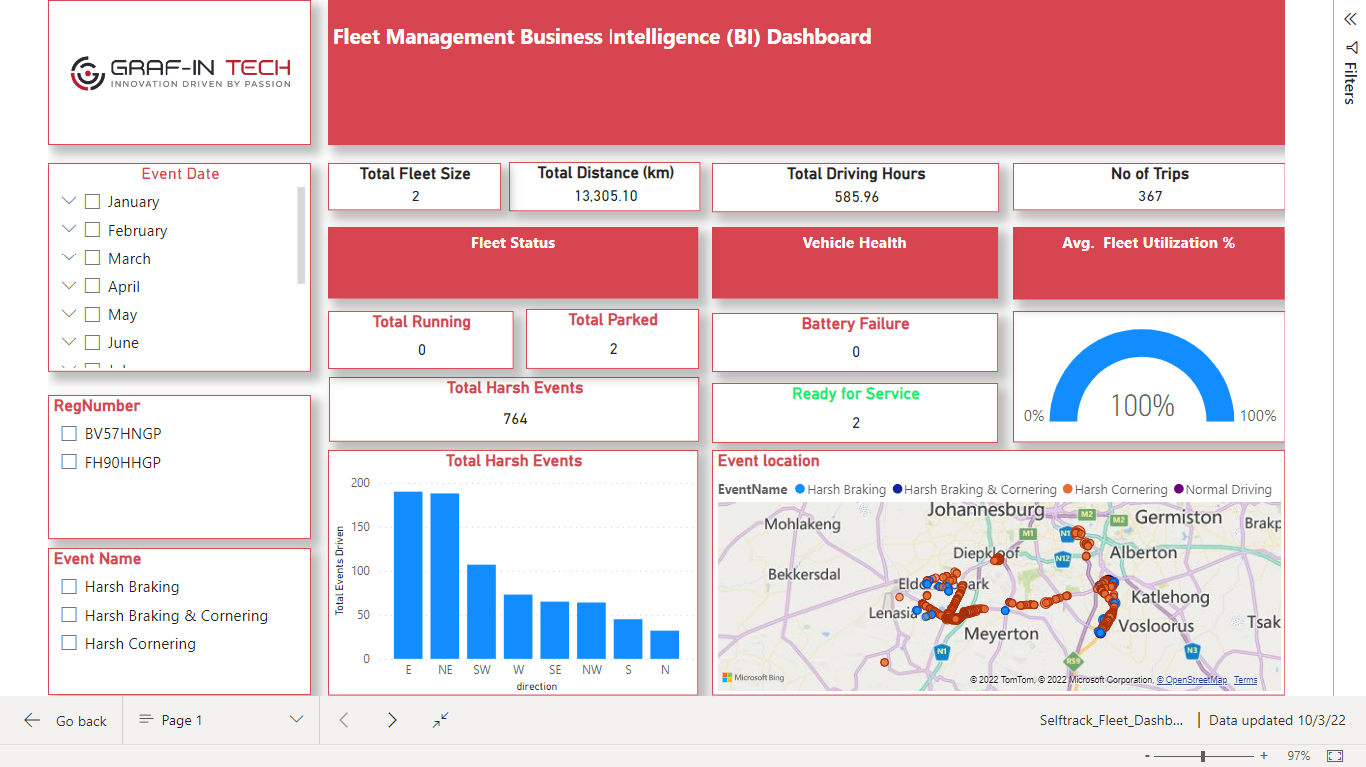 GRAF-IN TECH
INNOVATION DRIVEN BY PASSION
Fleet Management Business Intelligence (BI) Dashboard
Filters
Event Date
January
February
March
April
May
June
RegNumber
BV57HNGP
FH90HHGP
Event Name
Harsh Braking
Harsh Braking & Cornering
Harsh Cornering
Total Fleet Size
2
Total Distance (km)
13,305.10
Total Driving Hours
585.96
No of Trips
367
Fleet Status
Vehicle Health
Avg. Fleet Utilization %
Total Running
0
Total Parked
2
Battery Failure
0
Total Harsh Events
764
Ready for Service
2
0%
100%
100%
Total Harsh Events
Total Events Driven
200
150
100
50
0
E NE SW W SE NW S N
direction
Event location
EventName Harsh Braking Harsh Braking & Cornering Harsh Cornering Normal Driving
Johannesburg
M2
M2
Germiston
Brakp
Mohlakeng
M1
N1
Diepkloof
N12
Alberton
Bekkersdal
Katlehong
Lenasia
Meyerton
Vosloorus
Tsak
N1
R59
N3
Microsoft Bing
© 2022 TomTom, © 2022 Microsoft Corporation, © OpenStreetMap Terms
Go back
Page 1
Selftrack_Fleet_Dashb...
Data updated 10/3/22
- + 97%